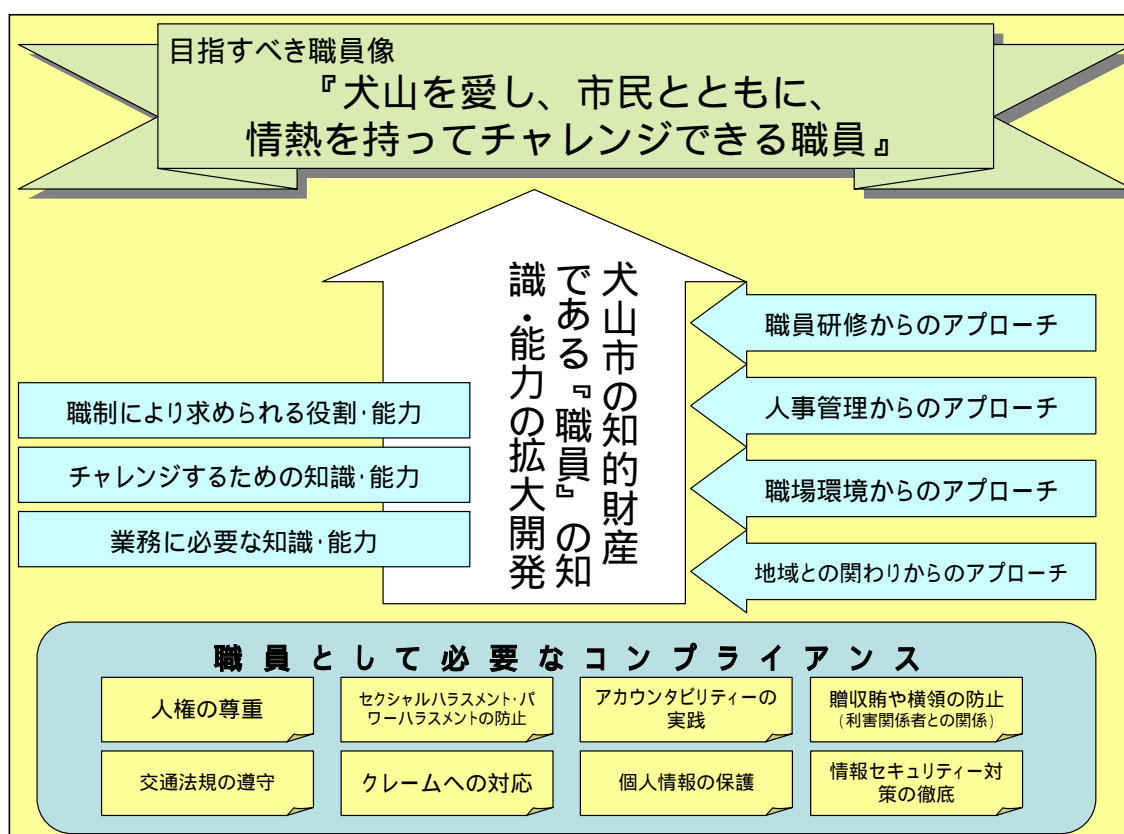 目指すべき職員像
『犬山を愛し、市民とともに、
情熱を持ってチャレンジできる職員』
犬山市の知的財産
である『職員』の知
識・能力の拡大開発
職制により求められる役割・能力
チャレンジするための知識・能力
業務に必要な知識・能力
職員研修からのアプローチ
人事管理からのアプローチ
職場環境からのアプローチ
地域との関わりからのアプローチ
職員として必要なコンプライアンス
人権の尊重
セクシャルハラスメント・パ
ワーハラスメントの防止
アカウンタビリティーの
実践
贈収賄や横領の防止
(利害関係者との関係)
交通法規の遵守
クレームへの対応
個人情報の保護
情報セキュリティー対
策の徹底